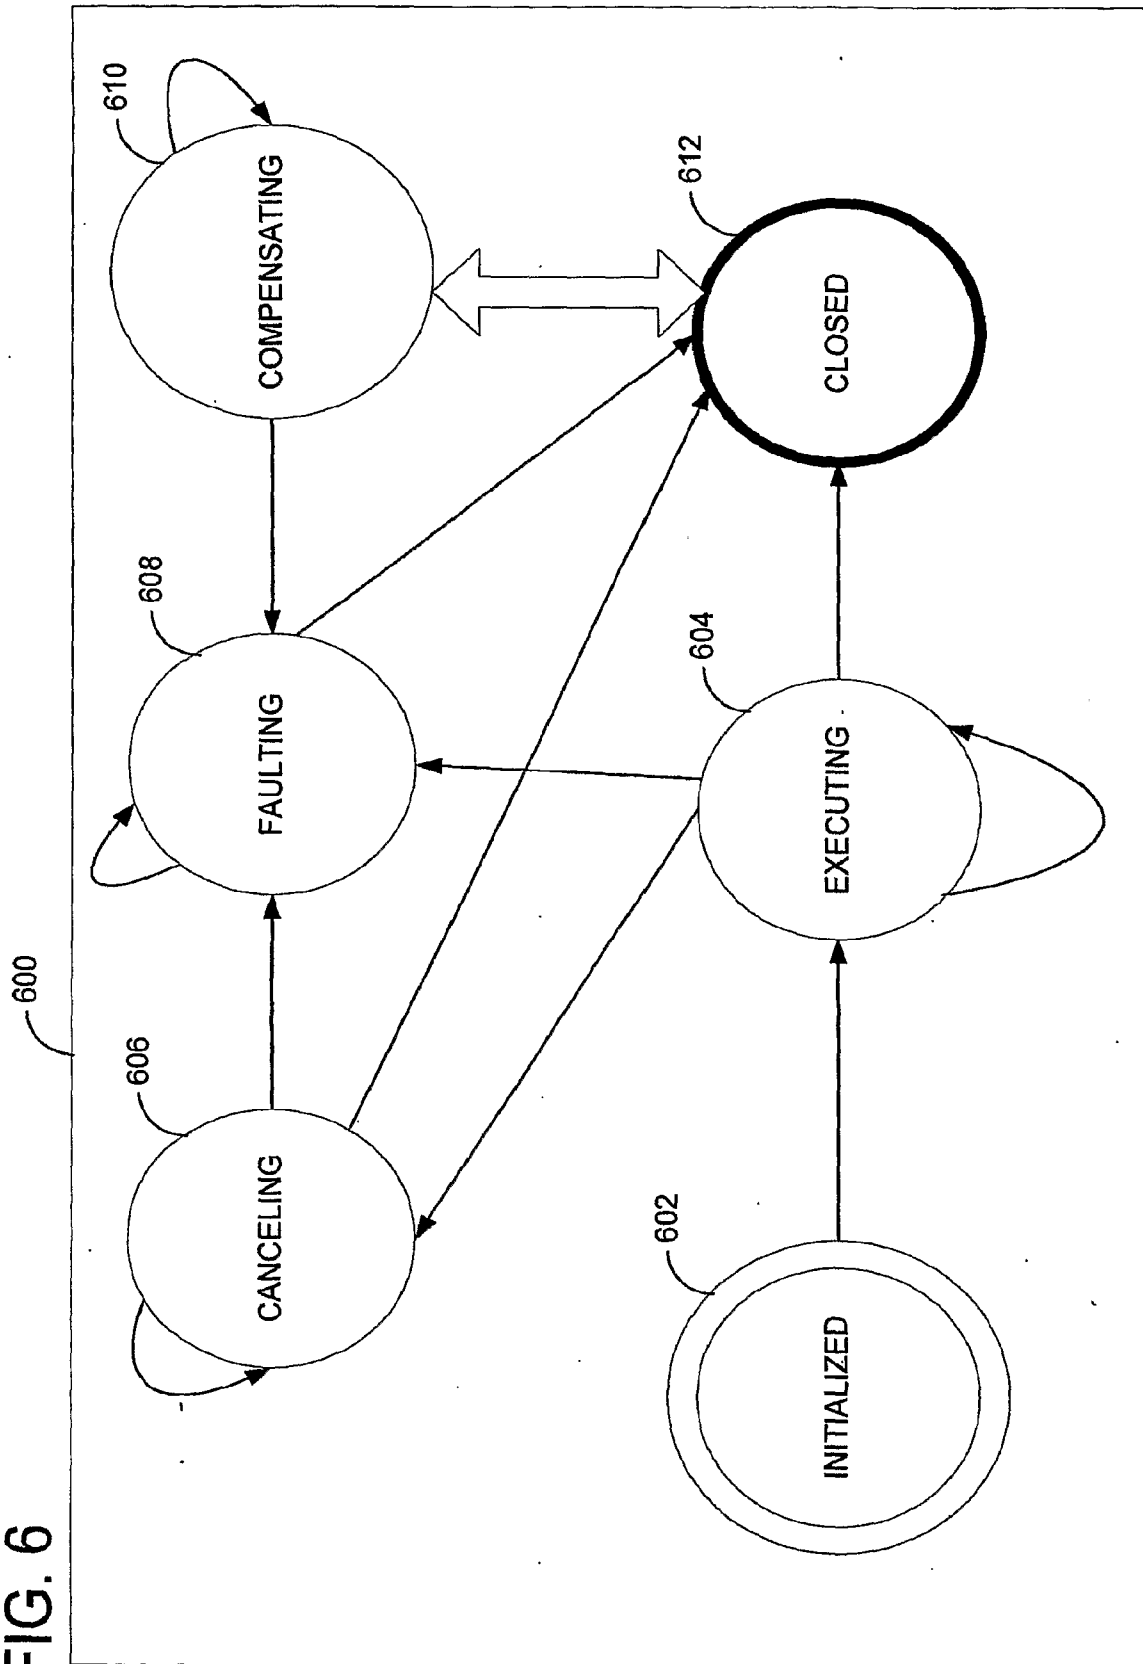 FIG. 6
600
606
CANCELING
608
FAULTING
610
COMPENSATING
602
INITIALIZED
604
EXECUTING
612
CLOSED